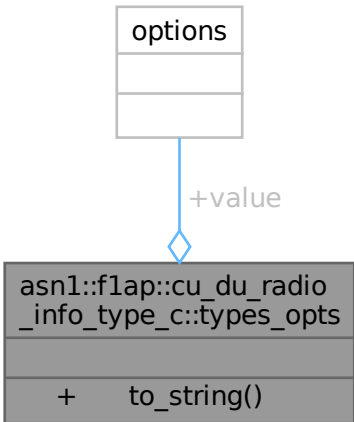 options
+value
asn1::f1ap::cu_du_radio
_info_type_c::types_opts
+ to_string()